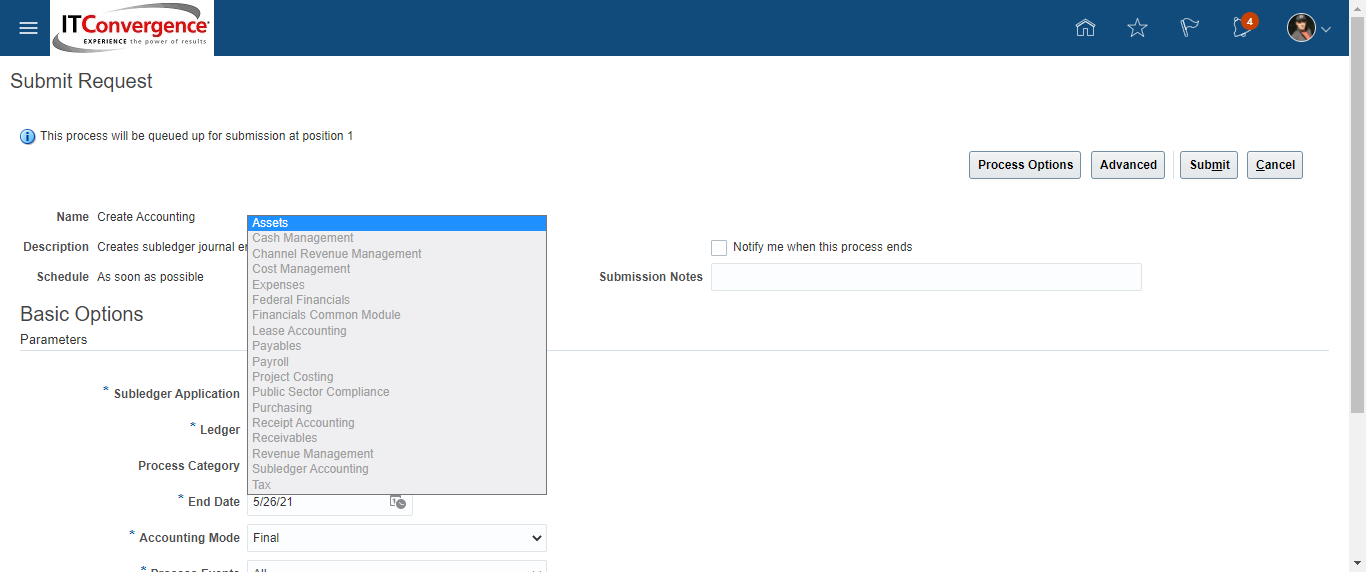 ITConvergence
EXPERIENCE the power of results
4
Submit Request
This process will be queued up for submission at position 1
Process Options Advanced Submit Cancel
Name Create Accounting
Description Creates subledger journal
Notify me when this process ends
Schedule As soon as possible
Submission Notes
Basic Options
Parameters
* Subledger Application
Assets
Cash Management
Channel Revenue Management
Cost Management
Expenses
Federal Financials
Financials Common Module
Lease Accounting
Payables
Payroll
Project Costing
Public Sector Compliance
Purchasing
Receipt Accounting
Receivables
Revenue Management
Subledger Accounting
Tax
* Ledger
Process Category
* End Date 5/26/21
* Accounting Mode Final
* Process Events All